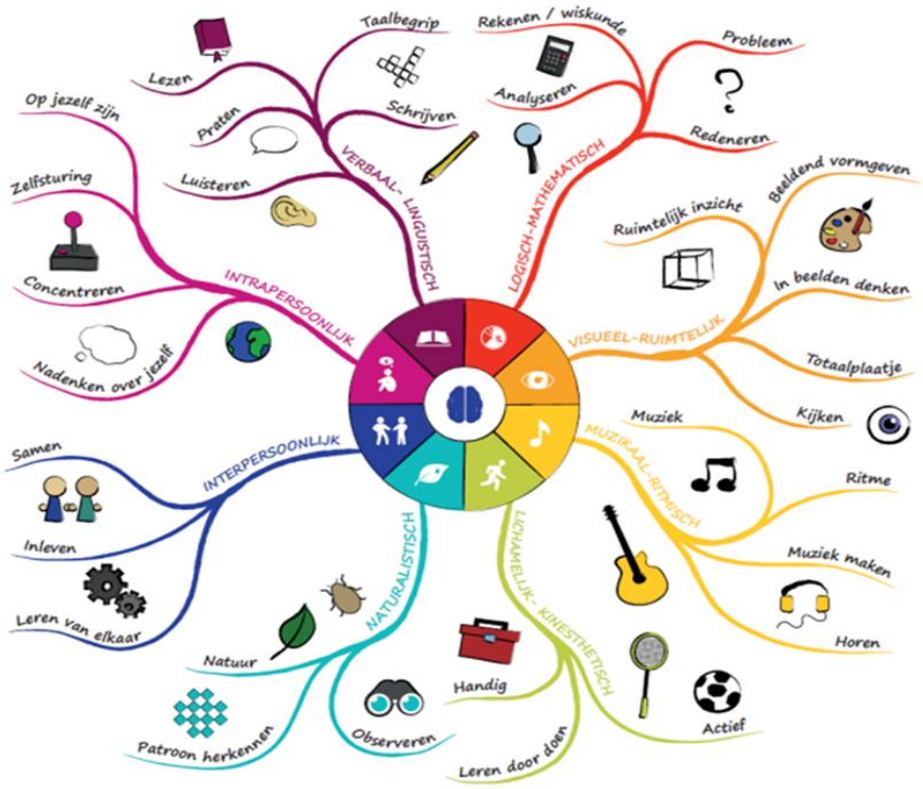 Taalbegrip
Lezen
Praten
Schrijven
Luisteren
VERBAAL- LINGUISTISCH
Rekenen / wiskunde
Probleem
Analyseren
Redeneren
LOGISCH-MATHEMATISCH
Beeldend vormgeven
Ruimtelijk inzicht
In beelden denken
VISUEEL-RUIMTELIJK
Totaalplaatje
Kijken
Muziek
MUZIKAAL-RITMISCH
Ritme
Muziek maken
Horen
LICHAMELIJK- KINESTHETISCH
Handig
Actief
Leren door doen
NATURALISTISCH
Natuur
Observeren
Patroon herkennen
INTERPERSOONLIJK
Samen
Inleven
Leren van elkaar
INTRAPERSOONLIJK
Op jezelf zijn
Zelfsturing
Concentreren
Nadenken over jezelf